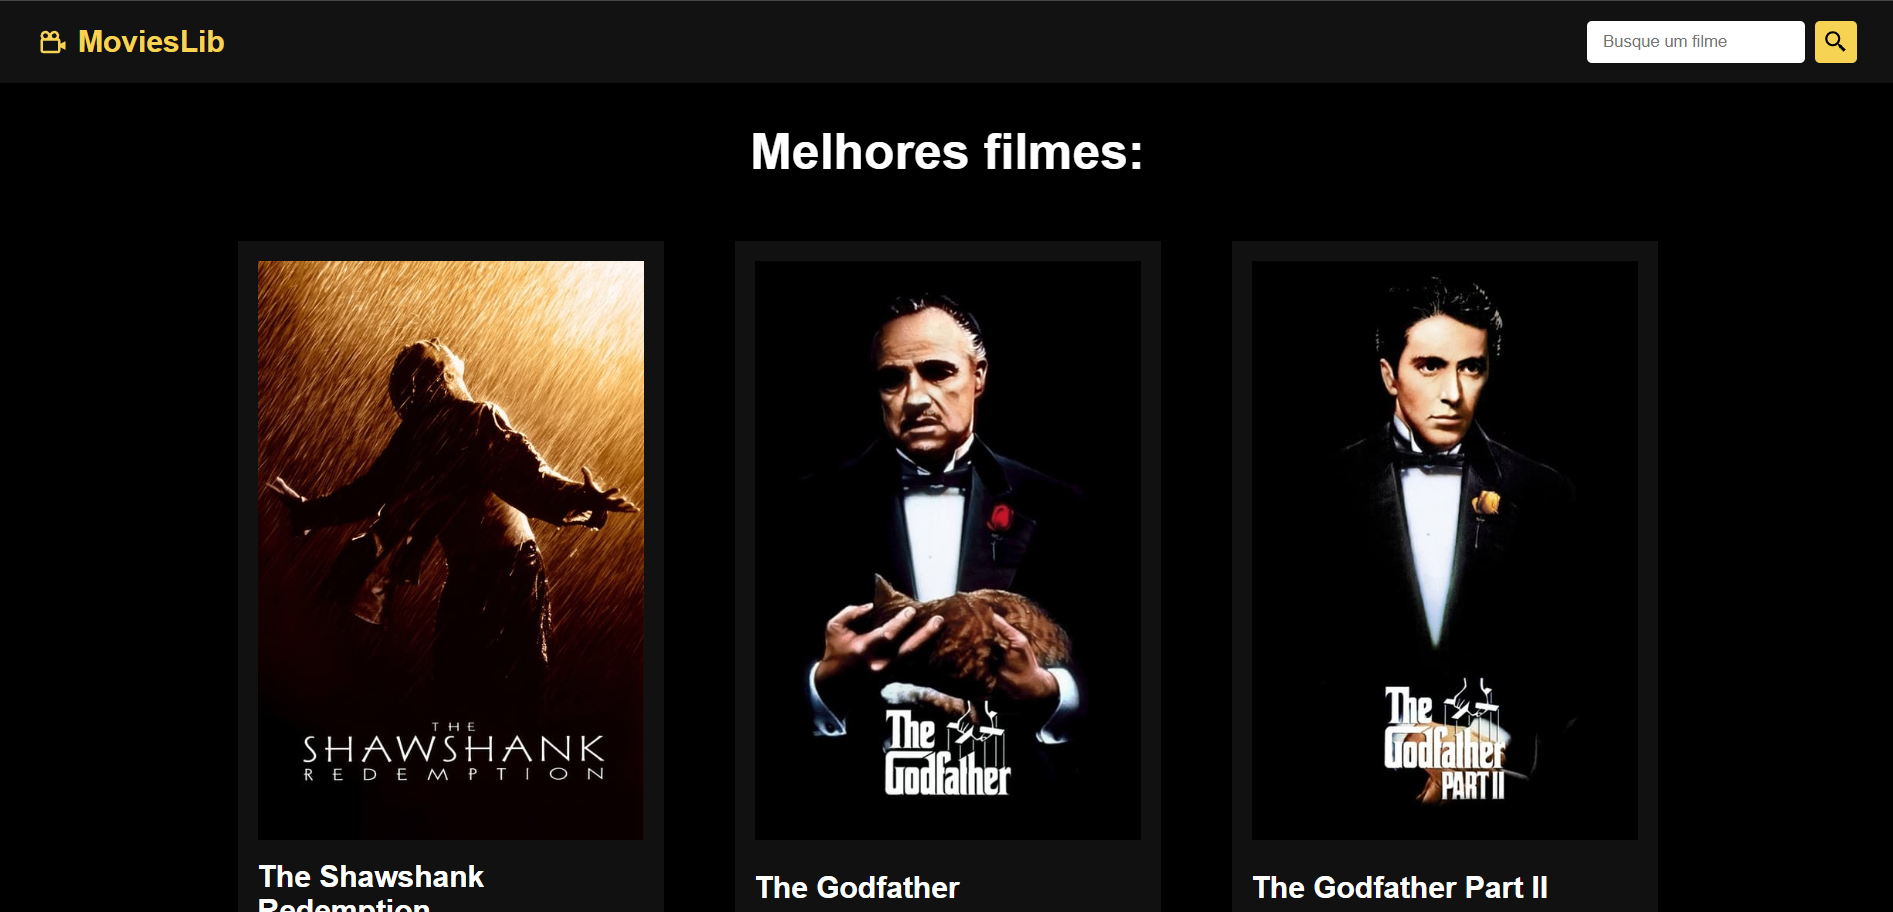 MoviesLib
Busque um filme
Melhores filmes:
THE
SHAWSHANK
REDEMPTION
The
Godfather
The
Godfather
PART II
The Shawshank
Redemption
The Godfather
The Godfather Part II